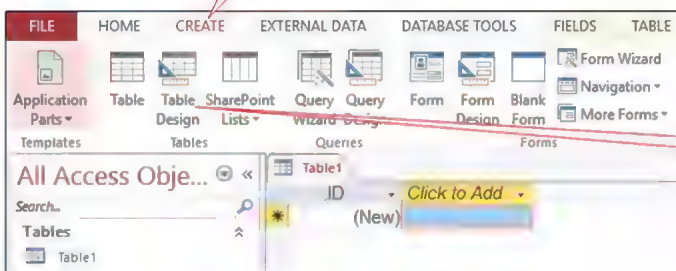 FILE HOME CREATE EXTERNAL DATA DATABASE TOOLS FIELDS TABLE
Application Parts
Table
Table Design
SharePoint Lists
Query Wizard
Query Design
Form
Form Design
Blank Form
Form Wizard
Navigation
More Forms
Templates Tables Querres Forms
All Access Obje... «
Table1
Search...
ID Click to Add
* (New)
Tables
Table1